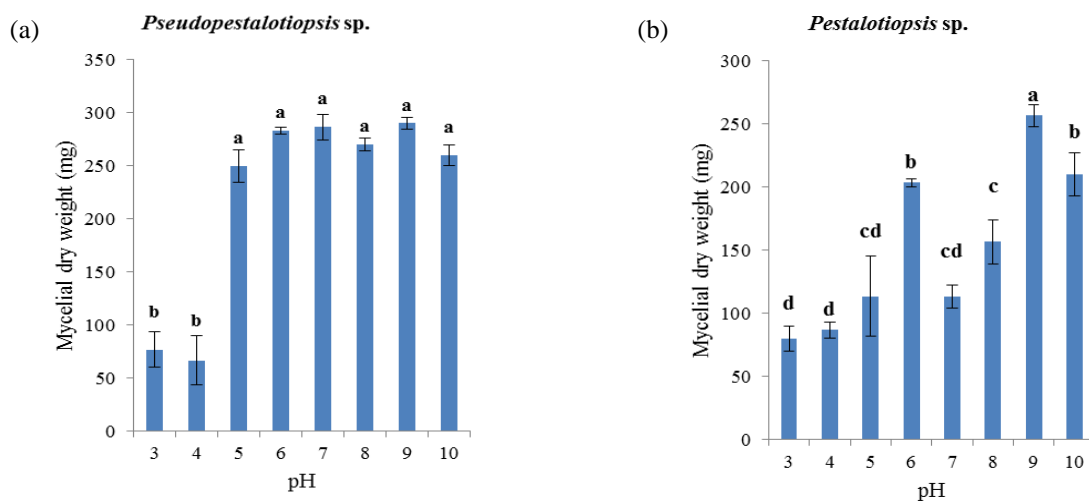 (a)
Pseudopestalotiopsis sp.
Mycelial dry weight (mg)
350
300
250
200
150
100
50
0
b
b
a
a
a
a
a
a
3 4 5 6 7 8 9 10
pH
(b)
Pestalotiopsis sp.
Mycelial dry weight (mg)
300
250
200
150
100
50
0
d
d
cd
b
cd
c
a
b
3 4 5 6 7 8 9 10
pH